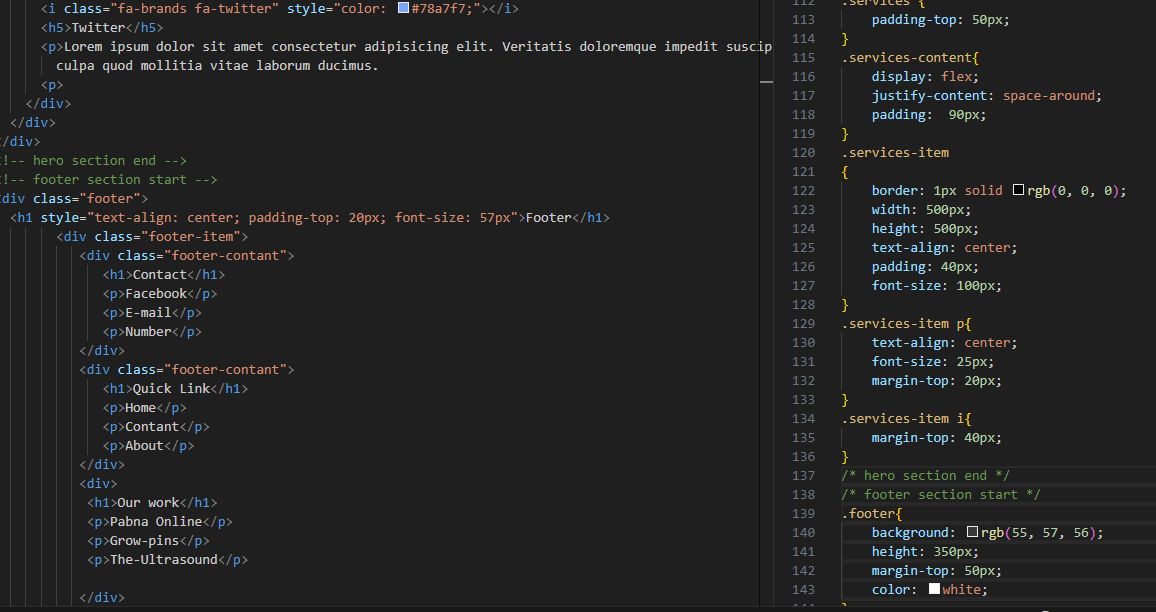 <i class="fa-brands fa-twitter" style="color: #78a7f7;"></i>
<h5>Twitter</h5>
<p>Lorem ipsum dolor sit amet consectetur adipisicing elit. Veritatis doloremque impedit suscip
culpa quod mollitia vitae laborum ducimus.
<p>
</div>
</div>
/div>
!-- hero section end -->
!-- footer section start -->
div class="footer">
<h1 style="text-align: center; padding-top: 20px; font-size: 57px">Footer</h1>
<div class="footer-item">
<div class="footer-contant">
<h1>Contact</h1>
<p>Facebook</p>
<p>E-mail</p>
<p>Number</p>
</div>
<div class="footer-contant">
<h1>Quick Link</h1>
<p>Home</p>
<p>Contant</p>
<p>About</p>
</div>
<div>
<h1>Our work</h1>
<p>Pabna Online</p>
<p>Grow-pins</p>
<p>The-Ultrasound</p>
</div>
112 .services {
113 padding-top: 50px;
114 }
115 .services-content{
116 display: flex;
117 justify-content: space-around;
118 padding:  90px;
119 }
120 .services-item
121 {
122 border: 1px solid rgb(0, 0, 0);
123 width: 500px;
124 height: 500px;
125 text-align: center;
126 padding: 40px;
127 font-size: 100px;
128 }
129 .services-item p{
130 text-align: center;
131 font-size: 25px;
132 margin-top: 20px;
133 }
134 .services-item i{
135 margin-top: 40px;
136 }
137 /* hero section end */
138 /* footer section start */
139 .footer{
140 background: rgb(55, 57, 56);
141 height: 350px;
142 margin-top: 50px;
143 color: white;